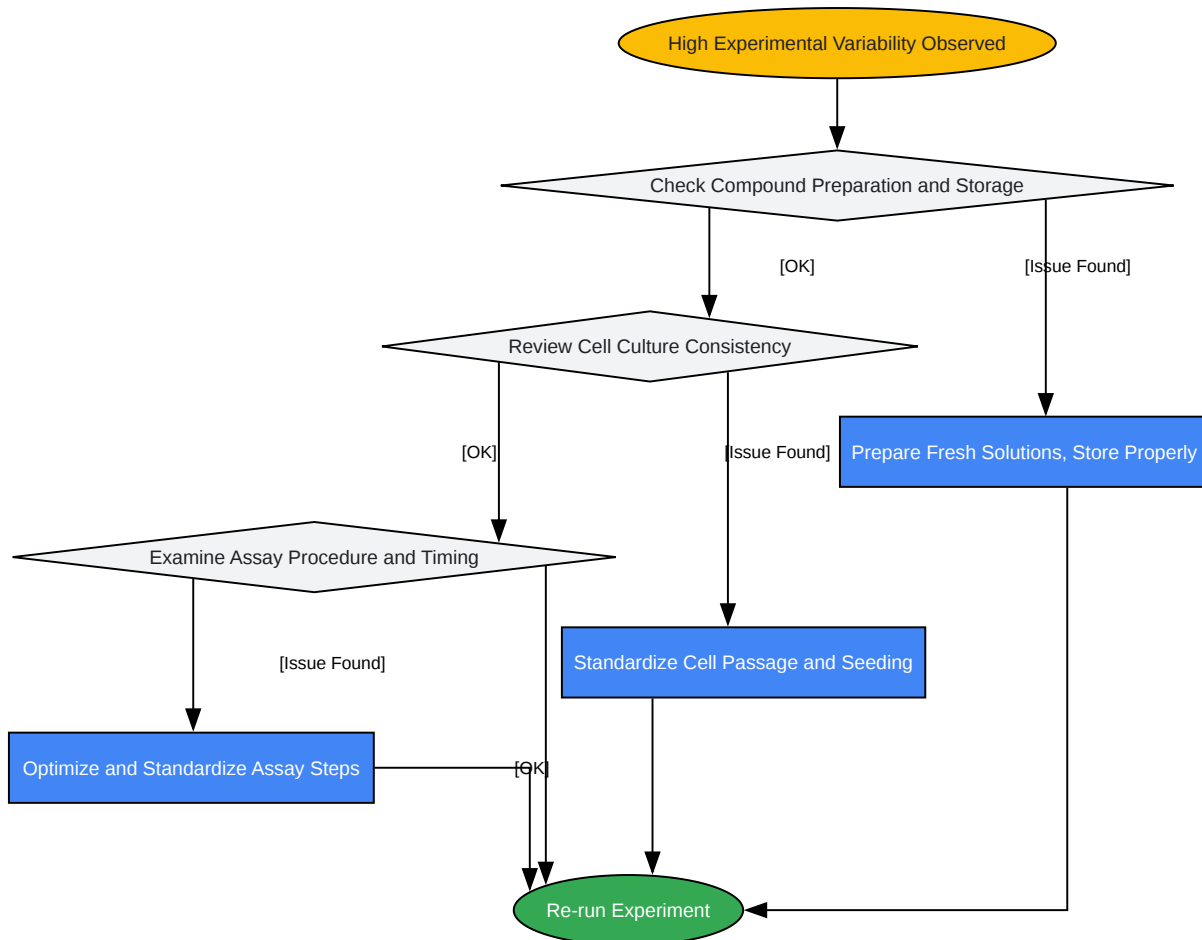 High Experimental Variability Observed
Check Compound Preparation and Storage
[OK]
[Issue Found]
Review Cell Culture Consistency
[OK]
[Issue Found]
Prepare Fresh Solutions, Store Properly
Examine Assay Procedure and Timing
[Issue Found]
Standardize Cell Passage and Seeding
Optimize and Standardize Assay Steps
[OK]
Re-run Experiment